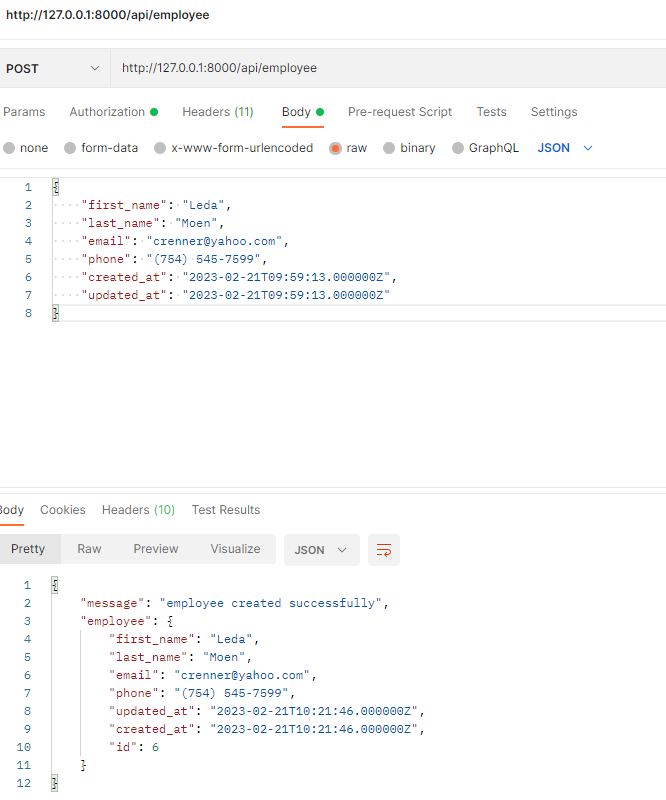 http://127.0.0.1:8000/api/employee
POST http://127.0.0.1:8000/api/employee
Params Authorization Headers (11) Body Pre-request Script Tests Settings
none form-data x-www-form-urlencoded raw binary GraphQL JSON
1 {
2 "first_name": "Leda",
3 "last_name": "Moen",
4 "email": "crenner@yahoo.com",
5 "phone": "(754) 545-7599",
6 "created_at": "2023-02-21T09:59:13.000000Z",
7 "updated_at": "2023-02-21T09:59:13.000000Z"
8 }
Body Cookies Headers (10) Test Results
Pretty Raw Preview Visualize JSON
1 {
2 "message": "employee created successfully",
3 "employee": {
4 "first_name": "Leda",
5 "last_name": "Moen",
6 "email": "crenner@yahoo.com",
7 "phone": "(754) 545-7599",
8 "updated_at": "2023-02-21T10:21:46.000000Z",
9 "created_at": "2023-02-21T10:21:46.000000Z",
10 "id": 6
11 }
12 }